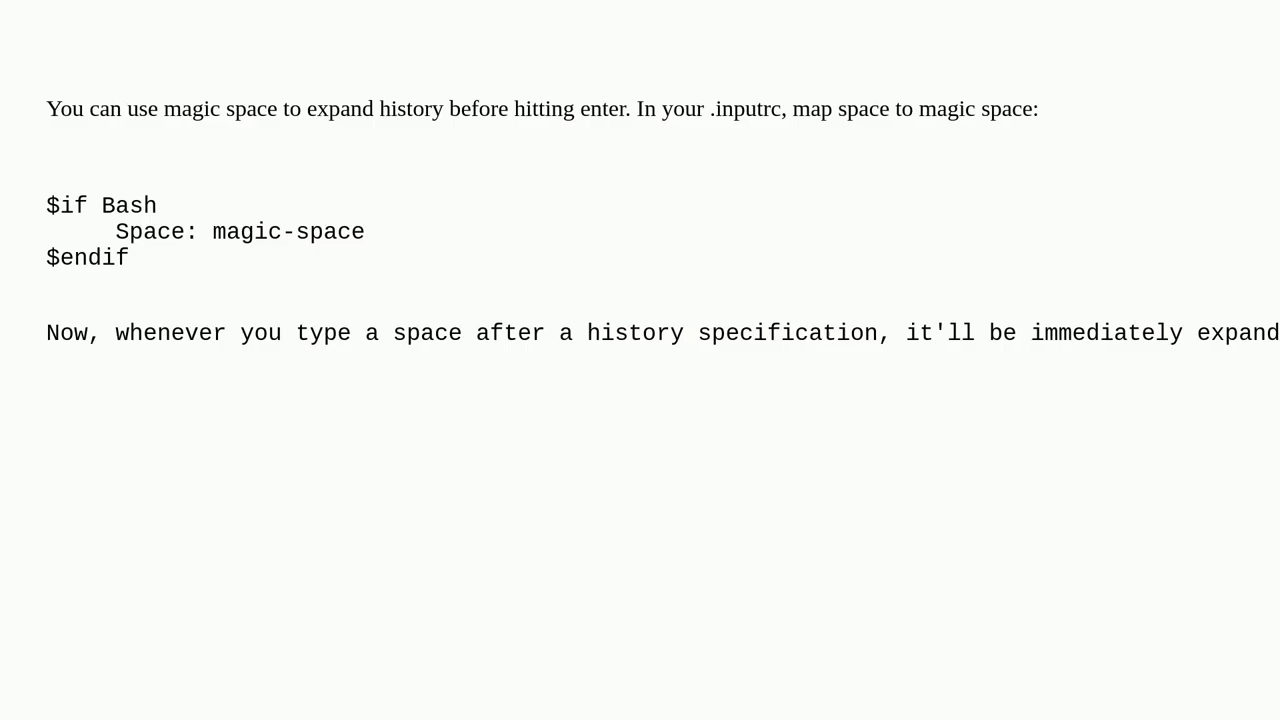 You can use magic space to expand history before hitting enter. In your .inputrc, map space to magic space:
$if Bash
Space: magic-space
$endif
Now, whenever you type a space after a history specification, it'll be immediately expand